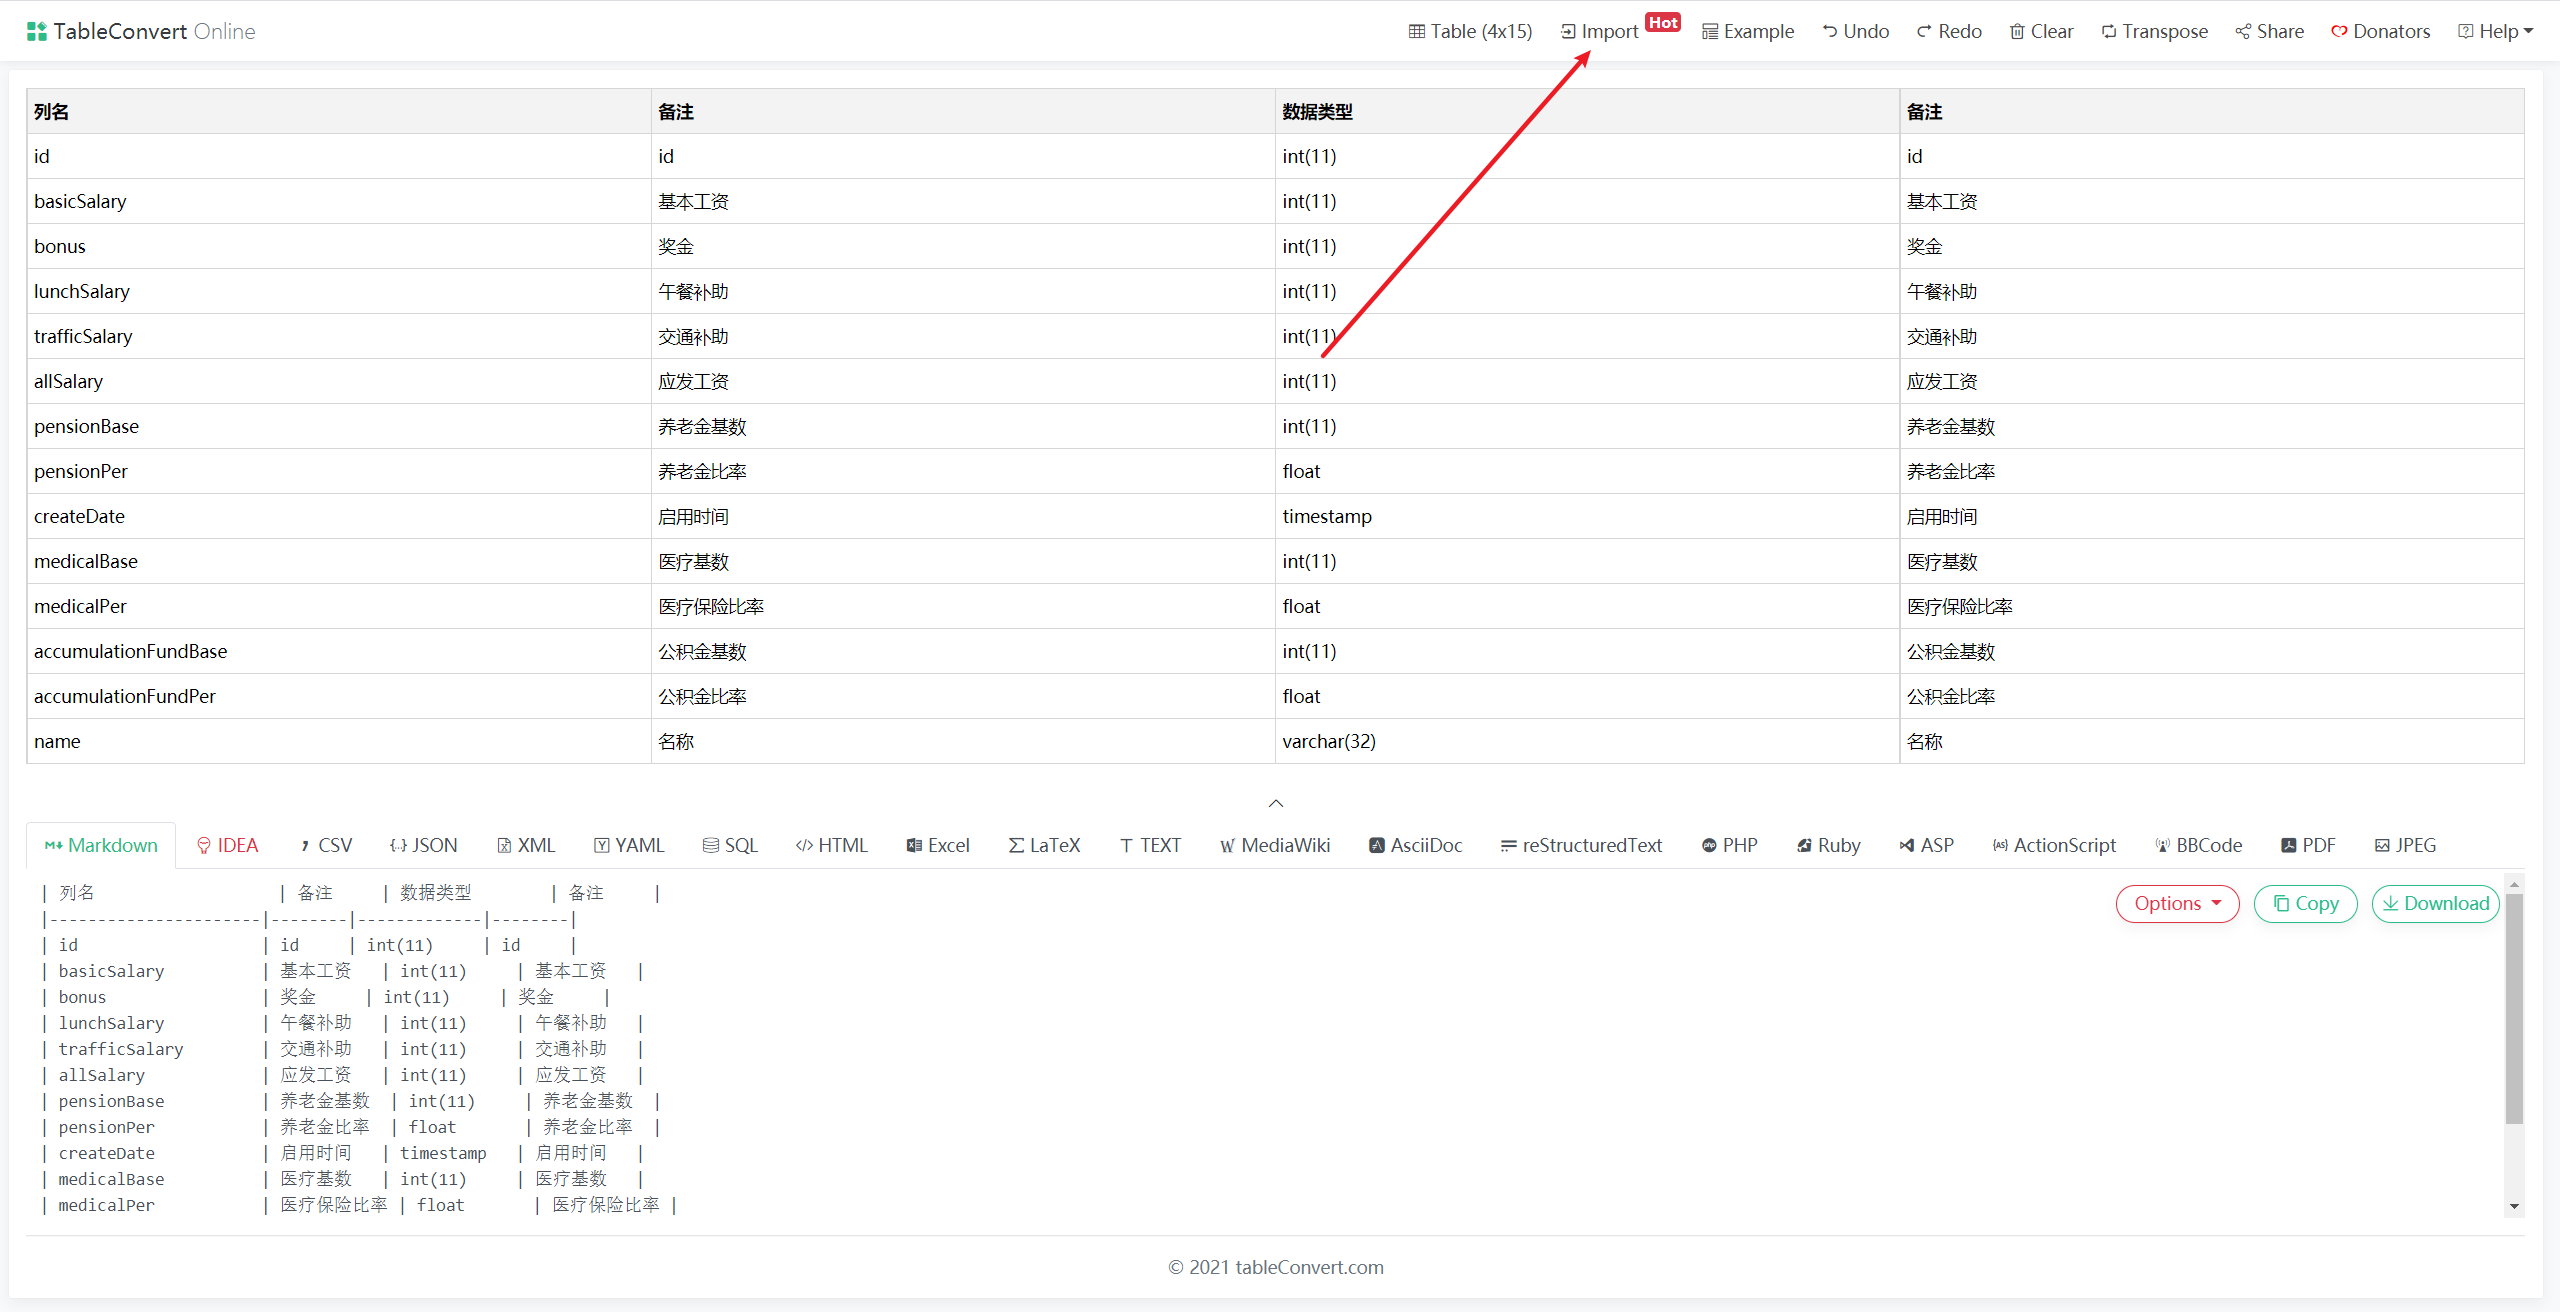 TableConvert Online Table (4x15) Import Hot Example Undo Redo Clear Transpose Share Donators Help
列名 备注 数据类型 备注
id id int(11) id
basicSalary 基本工资 int(11) 基本工资
bonus 奖金 int(11) 奖金
lunchSalary 午餐补助 int(11) 午餐补助
trafficSalary 交通补助 int(11) 交通补助
allSalary 应发工资 int(11) 应发工资
pensionBase 养老金基数 int(11) 养老金基数
pensionPer 养老金比率 float 养老金比率
createDate 启用时间 timestamp 启用时间
medicalBase 医疗基数 int(11) 医疗基数
medicalPer 医疗保险比率 float 医疗保险比率
accumulationFundBase 公积金基数 int(11) 公积金基数
accumulationFundPer 公积金比率 float 公积金比率
name 名称 varchar(32) 名称
Markdown IDEA CSV JSON XML YAML SQL HTML Excel LaTeX TEXT MediaWiki AsciiDoc reStructuredText PHP Ruby ASP ActionScript BBCode PDF JPEG
| 列名 | 备注 | 数据类型 | 备注 |
|----------------------|--------|-------------|--------|
| id | id | int(11) | id |
| basicSalary | 基本工资 | int(11) | 基本工资 |
| bonus | 奖金 | int(11) | 奖金 |
| lunchSalary | 午餐补助 | int(11) | 午餐补助 |
| trafficSalary | 交通补助 | int(11) | 交通补助 |
| allSalary | 应发工资 | int(11) | 应发工资 |
| pensionBase | 养老金基数 | int(11) | 养老金基数 |
| pensionPer | 养老金比率 | float | 养老金比率 |
| createDate | 启用时间 | timestamp | 启用时间 |
| medicalBase | 医疗基数 | int(11) | 医疗基数 |
| medicalPer | 医疗保险比率 | float | 医疗保险比率 |
Options Copy Download
© 2021 tableConvert.com